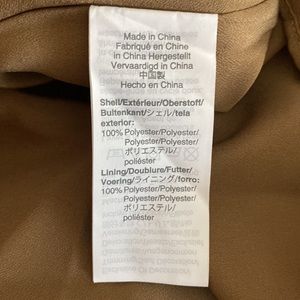 Made in China
Fabriqué en Chine
in China Hergestellt
Vervaardigd in China
中国製
Hecho en China
Shell/Extérieur/Oberstoff/
Buitenkant/シェル/tela
exterior:
100% Polyester/Polyester/
Polyester/Polyester/
ポリエステル/
poliéster
Lining/Doublure/Futter/
Voering/ライニング/forro:
100% Polyester/Polyester/
Polyester/Polyester/
ポリエステル/
poliéster